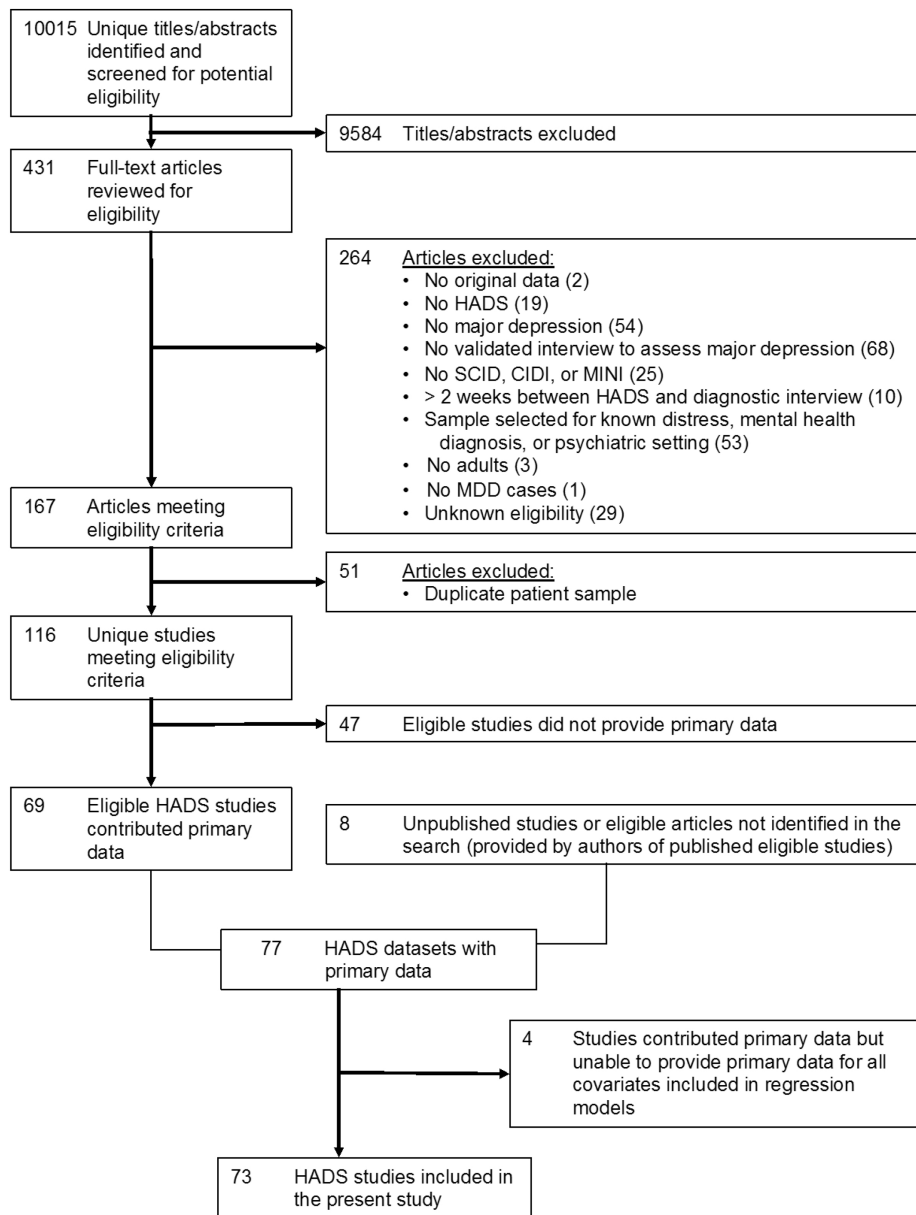 10015 Unique titles/abstracts
identified and
screened for potential
eligibility
9584 Titles/abstracts excluded
431 Full-text articles
reviewed for
eligibility
264 Articles excluded:
• No original data (2)
• No HADS (19)
• No major depression (54)
• No validated interview to assess major depression (68)
• No SCID, CIDI, or MINI (25)
• > 2 weeks between HADS and diagnostic interview (10)
• Sample selected for known distress, mental health
diagnosis, or psychiatric setting (53)
• No adults (3)
• No MDD cases (1)
• Unknown eligibility (29)
167 Articles meeting
eligibility criteria
51 Articles excluded:
• Duplicate patient sample
116 Unique studies
meeting eligibility
criteria
47 Eligible studies did not provide primary data
69 Eligible HADS studies
contributed primary
data
8 Unpublished studies or eligible articles not identified in the
search (provided by authors of published eligible studies)
77 HADS datasets with
primary data
4 Studies contributed primary data but
unable to provide primary data for all
covariates included in regression
models
73 HADS studies included in
the present study